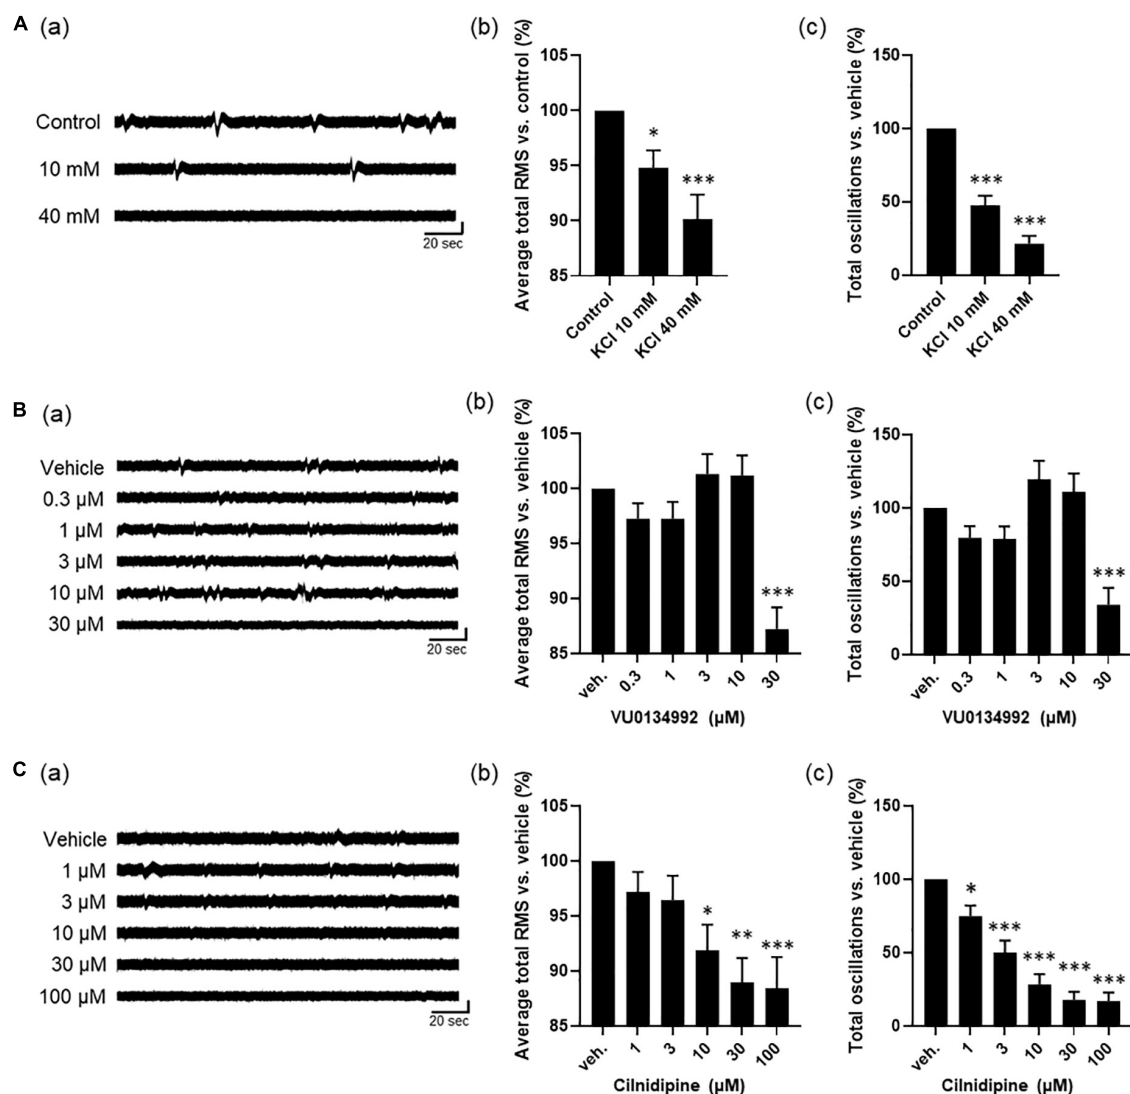 A (a)
Control
10 mM
40 mM
20 sec
(b)
Average total RMS vs. control (%)
105
100
95
90
85
*
***
Control
KCl 10 mM
KCl 40 mM
(c)
Total oscillations vs. vehicle (%)
150
100
50
0
***
***
Control
KCl 10 mM
KCl 40 mM
B (a)
Vehicle
0.3 µM
1 µM
3 µM
10 µM
30 µM
20 sec
(b)
Average total RMS vs. vehicle (%)
105
100
95
90
85
***
veh.
0.3
1
3
10
30
VU0134992 (µM)
(c)
Total oscillations vs. vehicle (%)
150
100
50
0
***
veh.
0.3
1
3
10
30
VU0134992 (µM)
C (a)
Vehicle
1 µM
3 µM
10 µM
30 µM
100 µM
20 sec
(b)
Average total RMS vs. vehicle (%)
105
100
95
90
85
*
**
***
veh.
1
3
10
30
100
Cilnidipine (µM)
(c)
Total oscillations vs. vehicle (%)
150
100
50
0
*
***
***
***
***
veh.
1
3
10
30
100
Cilnidipine (µM)